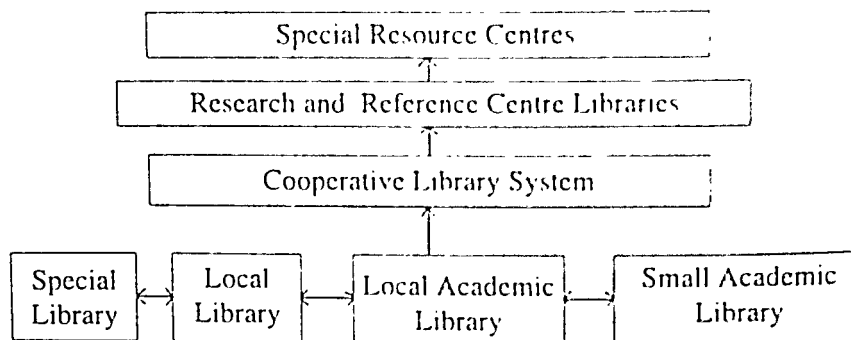 Special Resource Centres
Research and Reference Centre Libraries
Cooperative Library System
Special
Library
Local
Library
Local Academic
Library
Small Academic
Library